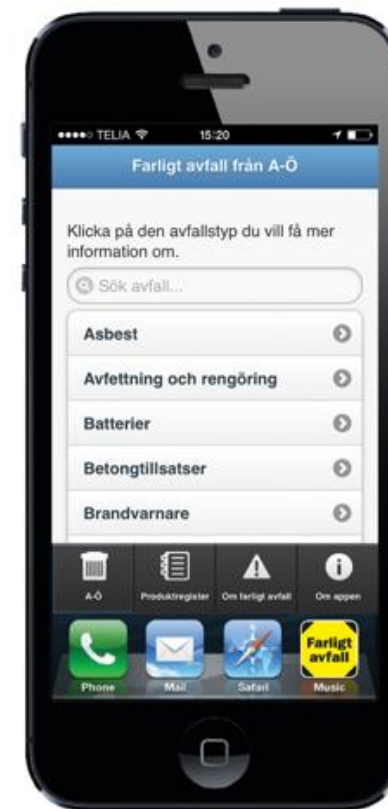 TELIA 15:20
Farligt avfall från A-Ö
Klicka på den avfallstyp du vill få mer
information om.
Sök avfall...
Asbest
Avfettning och rengöring
Batterier
Betongtillsatser
Brandvarnare
A-Ö Produktregister Om farligt avfall Om appen
Farligt
avfall
Phone Mail Safari Music